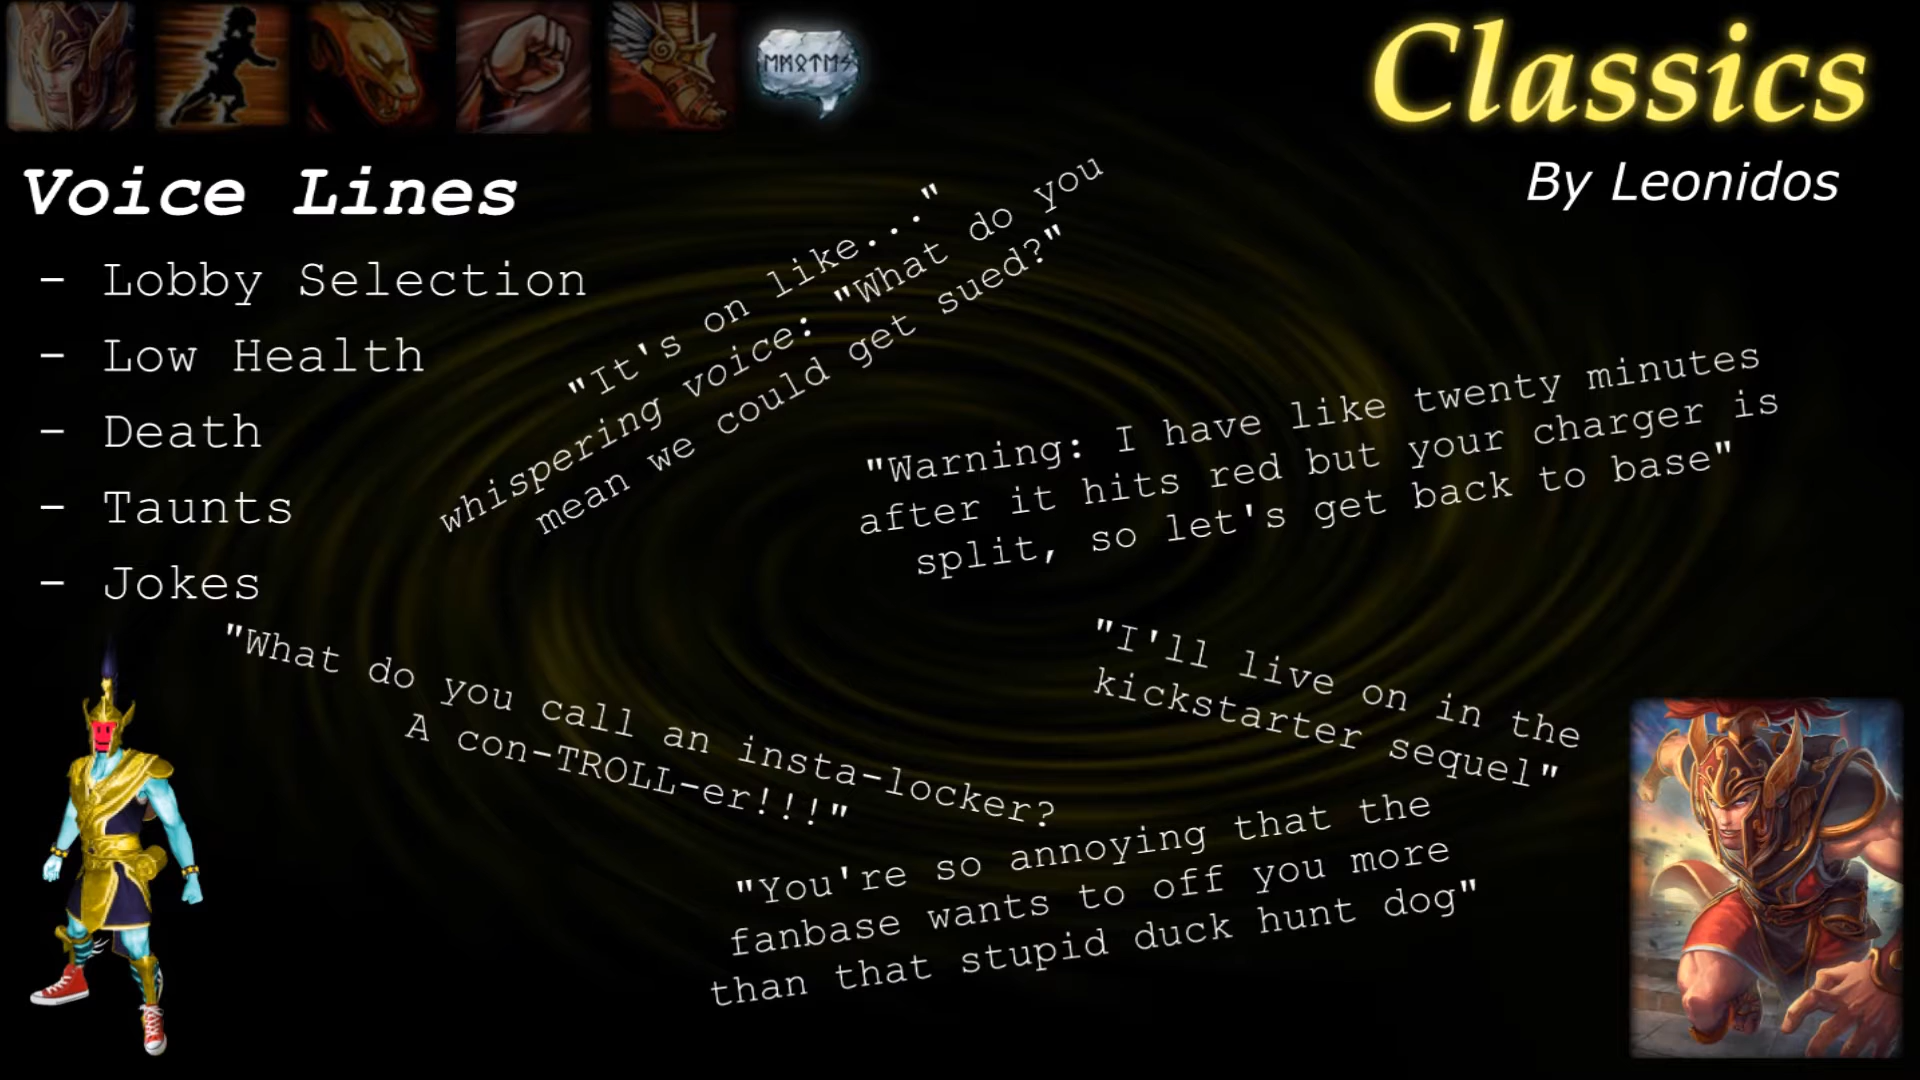 ᛖᛗᛟᛏᛖᛊ
Classics
By Leonidos
Voice Lines
- Lobby Selection
- Low Health
- Death
- Taunts
- Jokes
"It's on like..."
whispering voice: "What do you
mean we could get sued?"
"Warning: I have like twenty minutes
after it hits red but your charger is
split, so let's get back to base"
"I'll live on in the
kickstarter sequel"
"What do you call an insta-locker?
A con-TROLL-er!!!"
"You're so annoying that the
fanbase wants to off you more
than that stupid duck hunt dog"